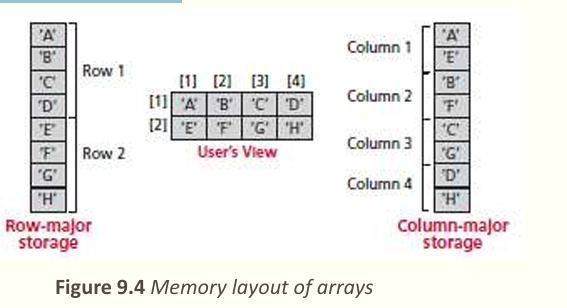 'A'
'B'
'C'
'D'
'E'
'F'
'G'
'H'
Row 1
Row 2
Row-major
storage
[1] [2] [3] [4]
[1] 'A' 'B' 'C' 'D'
[2] 'E' 'F' 'G' 'H'
User's View
Column 1
Column 2
Column 3
Column 4
'A'
'E'
'B'
'F'
'C'
'G'
'D'
'H'
Column-major
storage
Figure 9.4 Memory layout of arrays